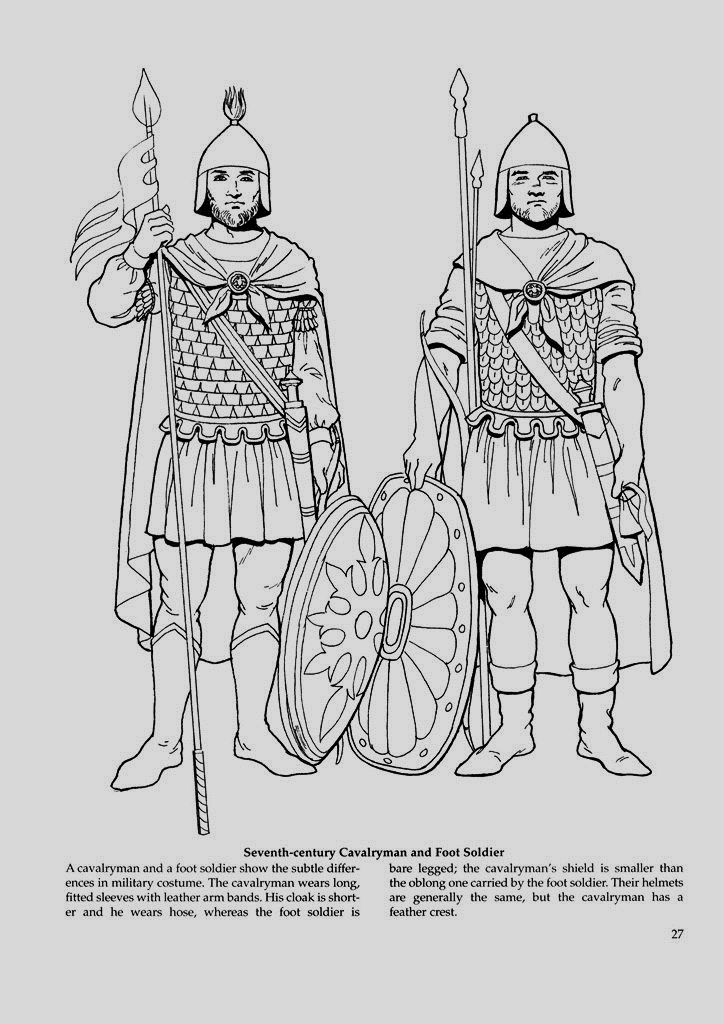 Seventh-century Cavalryman and Foot Soldier
A cavalryman and a foot soldier show the subtle differ-
ences in military costume. The cavalryman wears long,
fitted sleeves with leather arm bands. His cloak is short-
er and he wears hose, whereas the foot soldier is
bare legged; the cavalryman's shield is smaller than
the oblong one carried by the foot soldier. Their helmets
are generally the same, but the cavalryman has a
feather crest.
27